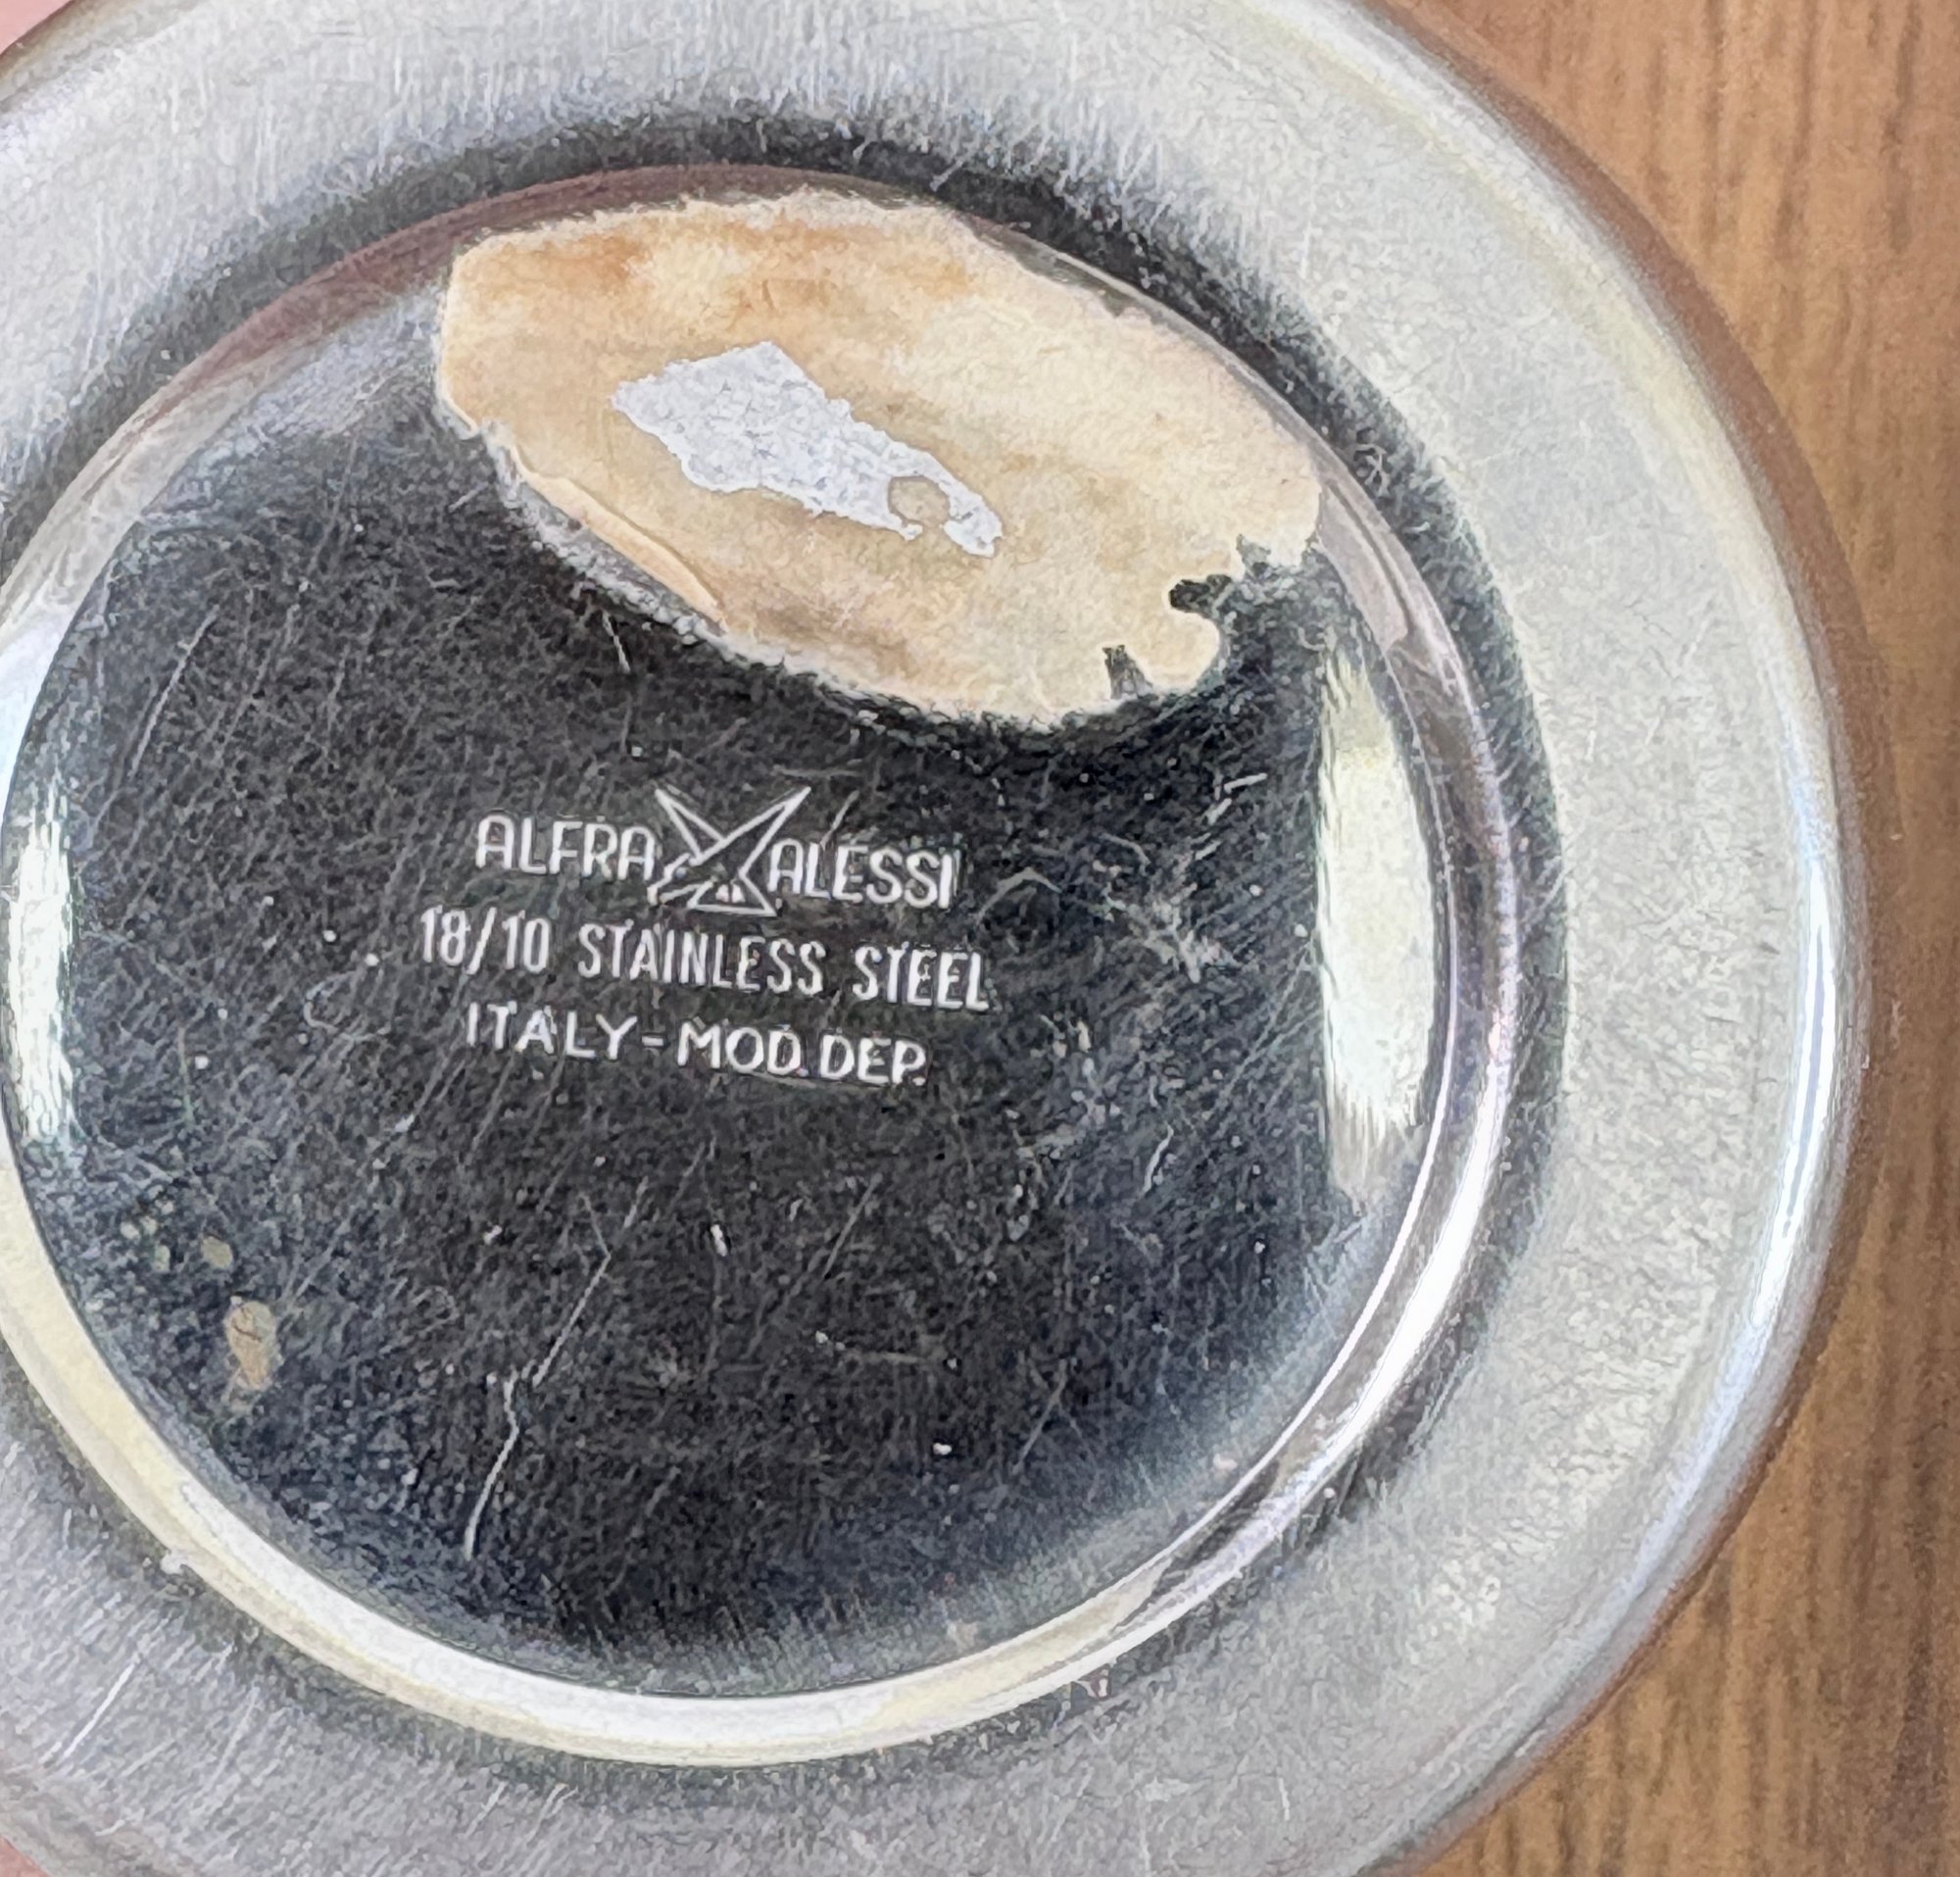 ALFRA ALESSI
18/10 STAINLESS STEEL
ITALY-MOD.DEP.